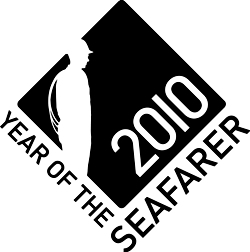 2010
YEAR OF THE
SEAFARER